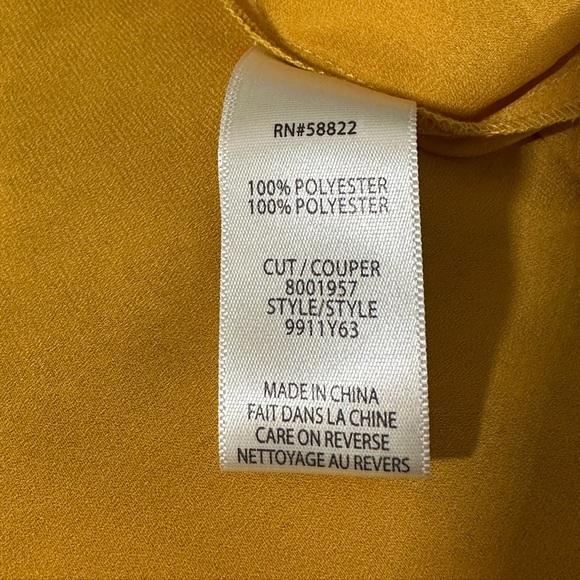 RN#58822
100% POLYESTER
100% POLYESTER
CUT / COUPER
8001957
STYLE/STYLE
9911Y63
MADE IN CHINA
FAIT DANS LA CHINE
CARE ON REVERSE
NETTOYAGE AU REVERS